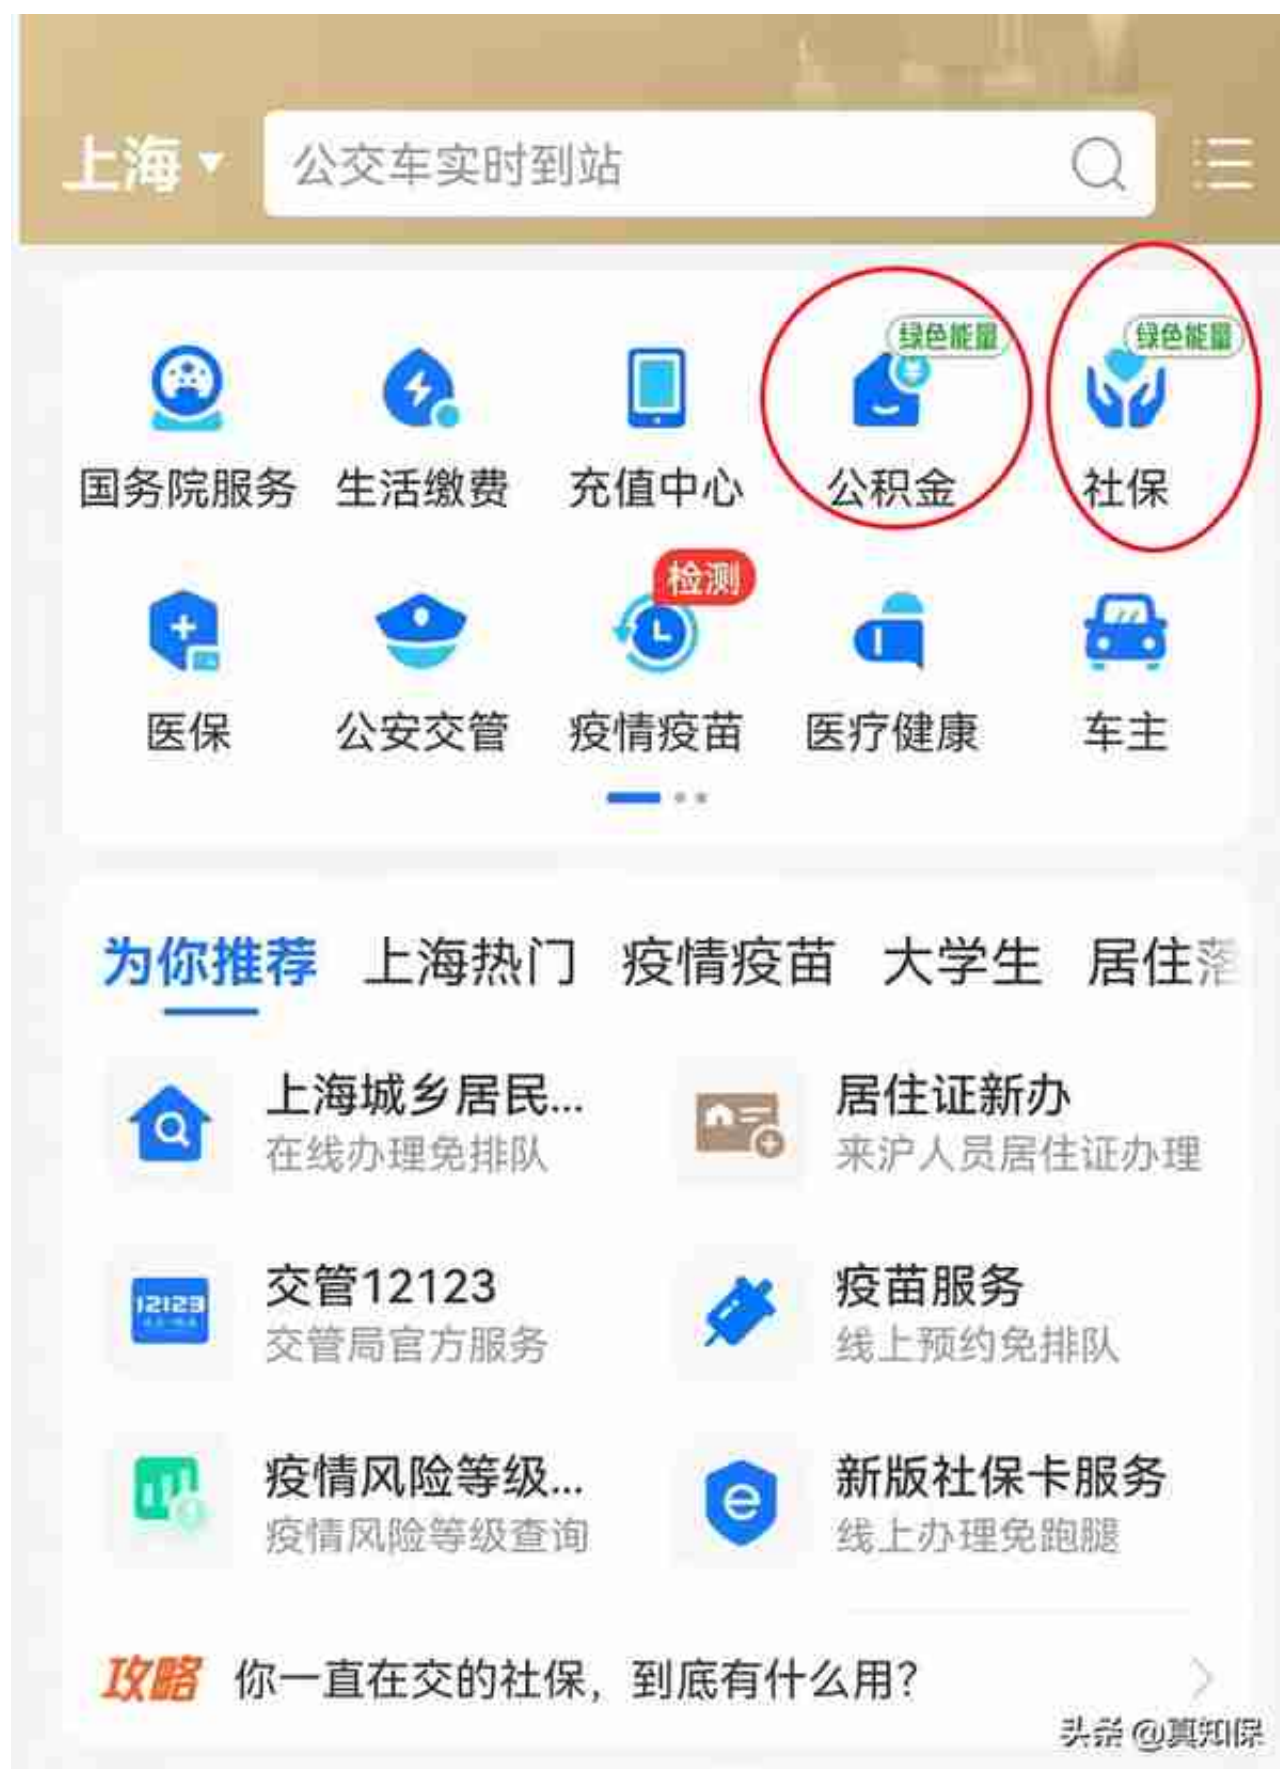 上海
公交车实时到站
绿色能量
绿色能量
国务院服务 生活缴费 充值中心 公积金 社保
检测
医保 公安交管 疫情疫苗 医疗健康 车主
为你推荐 上海热门 疫情疫苗 大学生 居住落
上海城乡居民...
在线办理免排队
居住证新办
来沪人员居住证办理
12123
交管12123
交管局官方服务
疫苗服务
线上预约免排队
疫情风险等级...
疫情风险等级查询
新版社保卡服务
线上办理免跑腿
攻略 你一直在交的社保，到底有什么用？
头条 @真知保